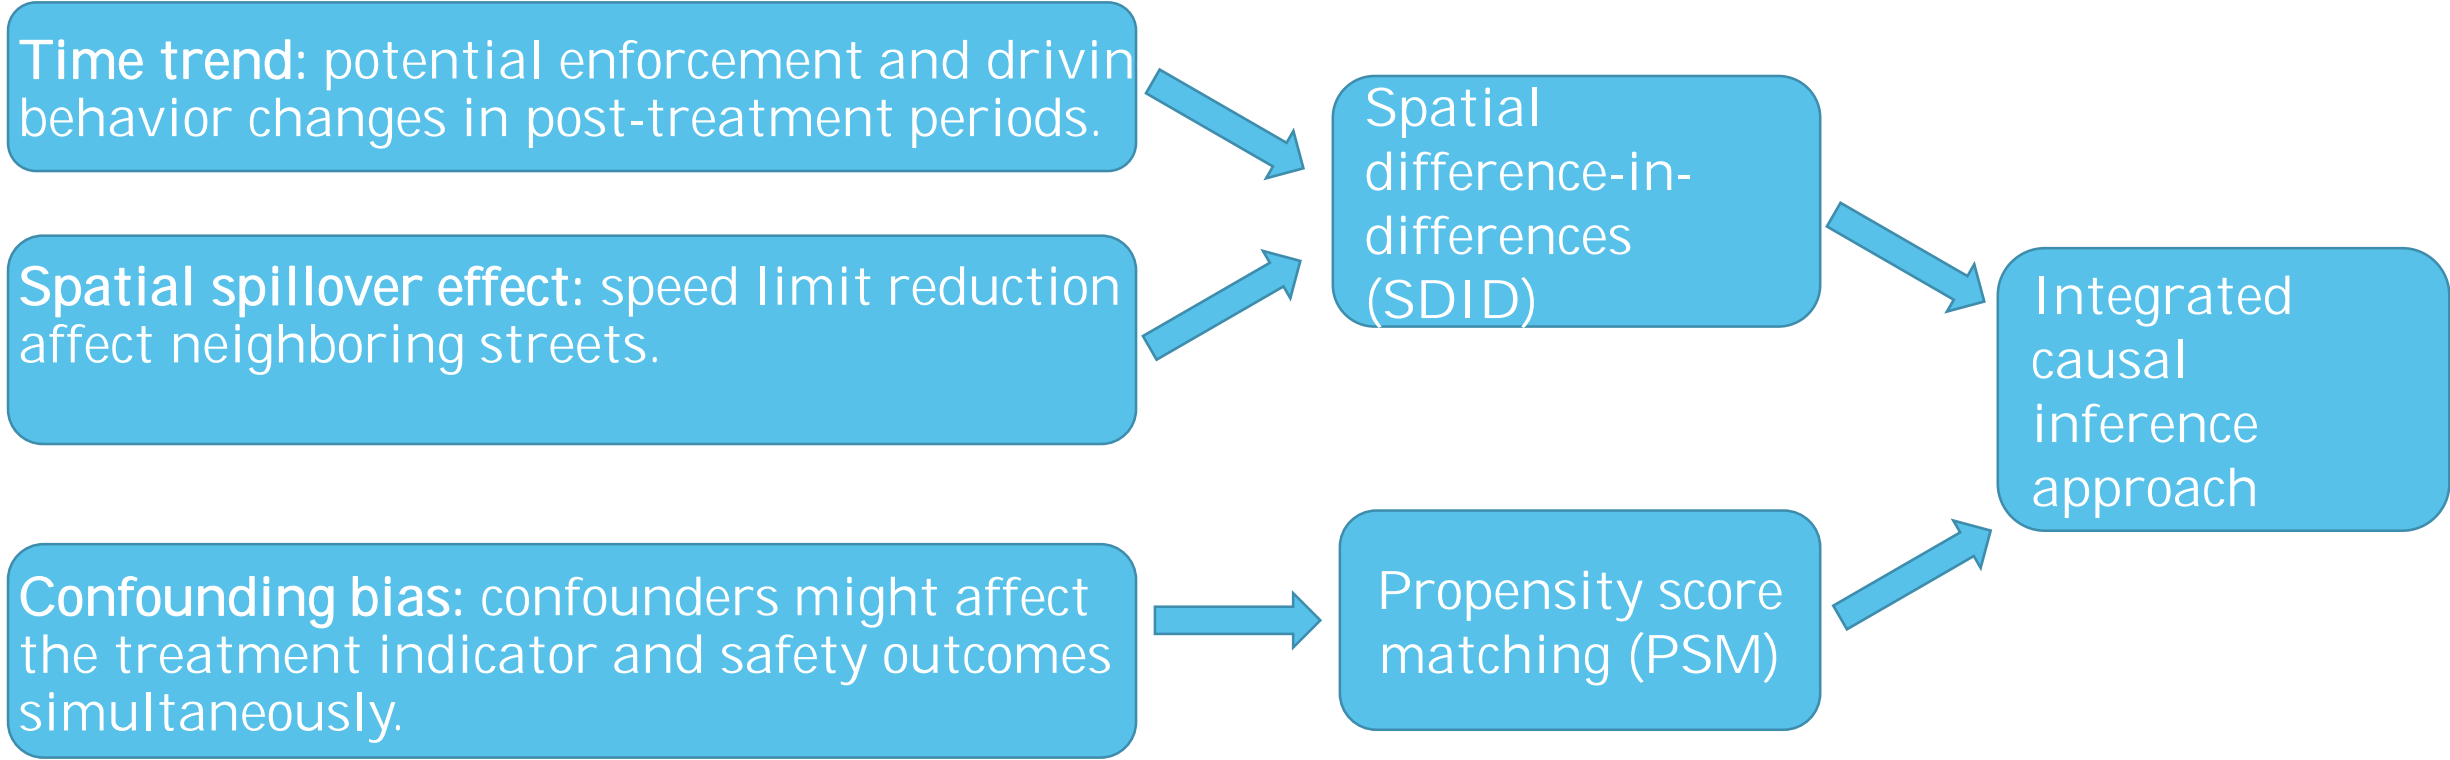 Time trend: potential enforcement and drivin
behavior changes in post-treatment periods.
Spatial spillover effect: speed limit reduction
affect neighboring streets.
Confounding bias: confounders might affect
the treatment indicator and safety outcomes
simultaneously.
Spatial
difference-in-
differences
(SDID)
Propensity score
matching (PSM)
Integrated
causal
inference
approach